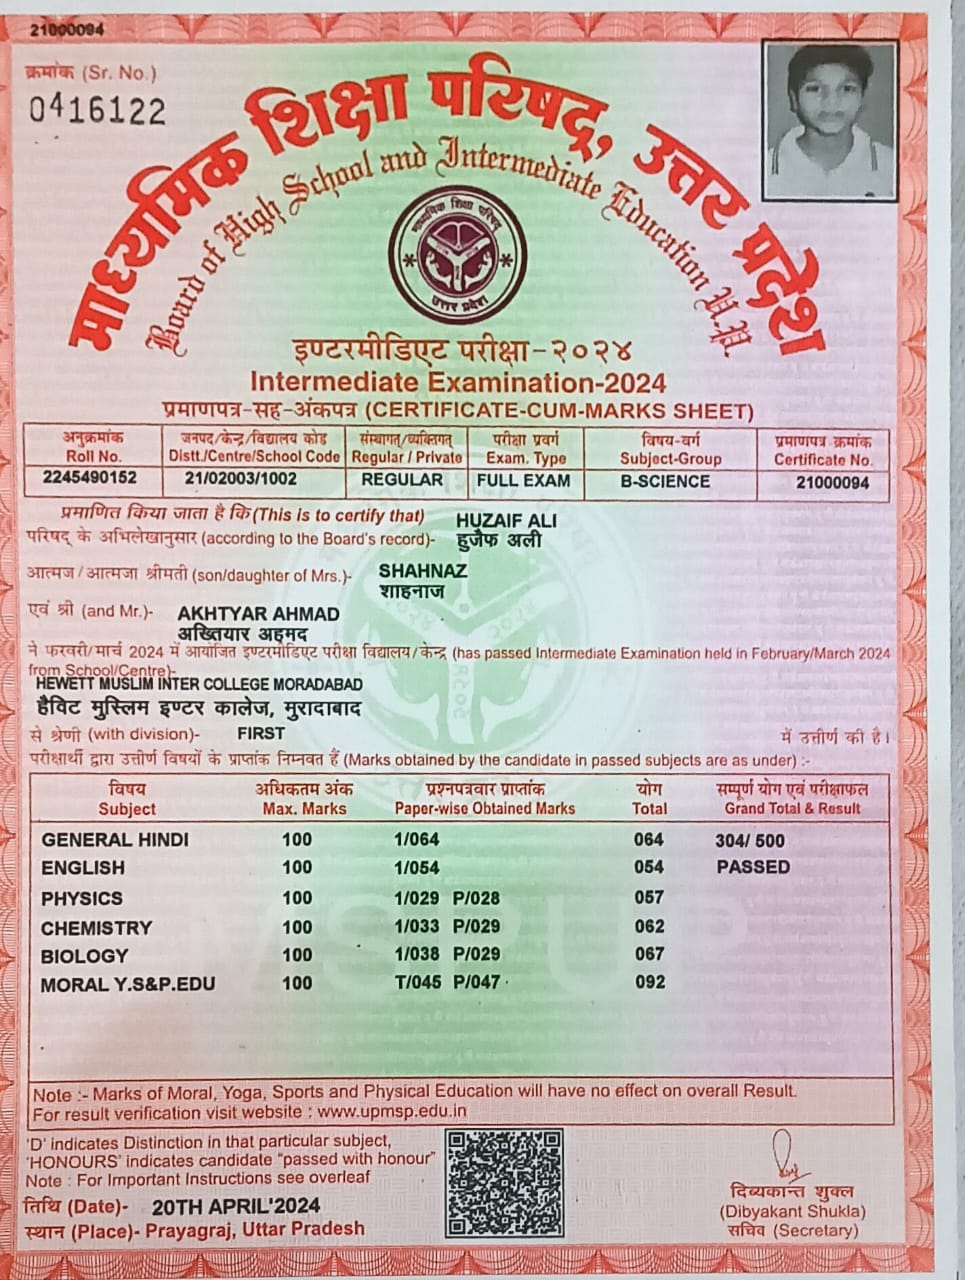 21000094
क्रमांक (Sr. No.)
0416122
माध्यमिक शिक्षा परिषद्, उत्तर प्रदेश
Board of High School and Intermediate Education U.P.
माध्यमिक शिक्षा परिषद्
उत्तर प्रदेश
इण्टरमीडिएट परीक्षा-२०२४
Intermediate Examination-2024
प्रमाणपत्र-सह-अंकपत्र (CERTIFICATE-CUM-MARKS SHEET)
अनुक्रमांक जनपद/केन्द्र/विद्यालय कोड संस्थागत/व्यक्तिगत परीक्षा प्रवर्ग विषय-वर्ग प्रमाणपत्र क्रमांक
Roll No. Distt./Centre/School Code Regular / Private Exam. Type Subject-Group Certificate No.
2245490152 21/02003/1002 REGULAR FULL EXAM B-SCIENCE 21000094
प्रमाणित किया जाता है कि (This is to certify that) HUZAIF ALI
परिषद् के अभिलेखानुसार (according to the Board's record)- हुजैफ अली
आत्मज/आत्मजा श्रीमती (son/daughter of Mrs.)- SHAHNAZ
शाहनाज
एवं श्री (and Mr.)- AKHTYAR AHMAD
अख्तियार अहमद
ने फरवरी/मार्च 2024 में आयोजित इण्टरमीडिएट परीक्षा विद्यालय/केन्द्र (has passed Intermediate Examination held in February/March 2024
from School/Centre)-
HEWETT MUSLIM INTER COLLEGE MORADABAD
हैविट मुस्लिम इण्टर कालेज, मुरादाबाद
से श्रेणी (with division)- FIRST में उत्तीर्ण की है।
परीक्षार्थी द्वारा उत्तीर्ण विषयों के प्राप्तांक निम्नवत हैं (Marks obtained by the candidate in passed subjects are as under) :-
विषय अधिकतम अंक प्रश्नपत्रवार प्राप्तांक योग सम्पूर्ण योग एवं परीक्षाफल
Subject Max. Marks Paper-wise Obtained Marks Total Grand Total & Result
GENERAL HINDI 100 1/064 064 304/ 500
ENGLISH 100 1/054 054 PASSED
PHYSICS 100 1/029 P/028 057
CHEMISTRY 100 1/033 P/029 062
BIOLOGY 100 1/038 P/029 067
MORAL Y.S&P.EDU 100 T/045 P/047 092
Note :- Marks of Moral, Yoga, Sports and Physical Education will have no effect on overall Result.
For result verification visit website : www.upmsp.edu.in
'D' indicates Distinction in that particular subject,
'HONOURS' indicates candidate "passed with honour"
Note : For Important Instructions see overleaf
तिथि (Date)- 20TH APRIL'2024
स्थान (Place)- Prayagraj, Uttar Pradesh
दिब्यकान्त शुक्ल
(Dibyakant Shukla)
सचिव (Secretary)